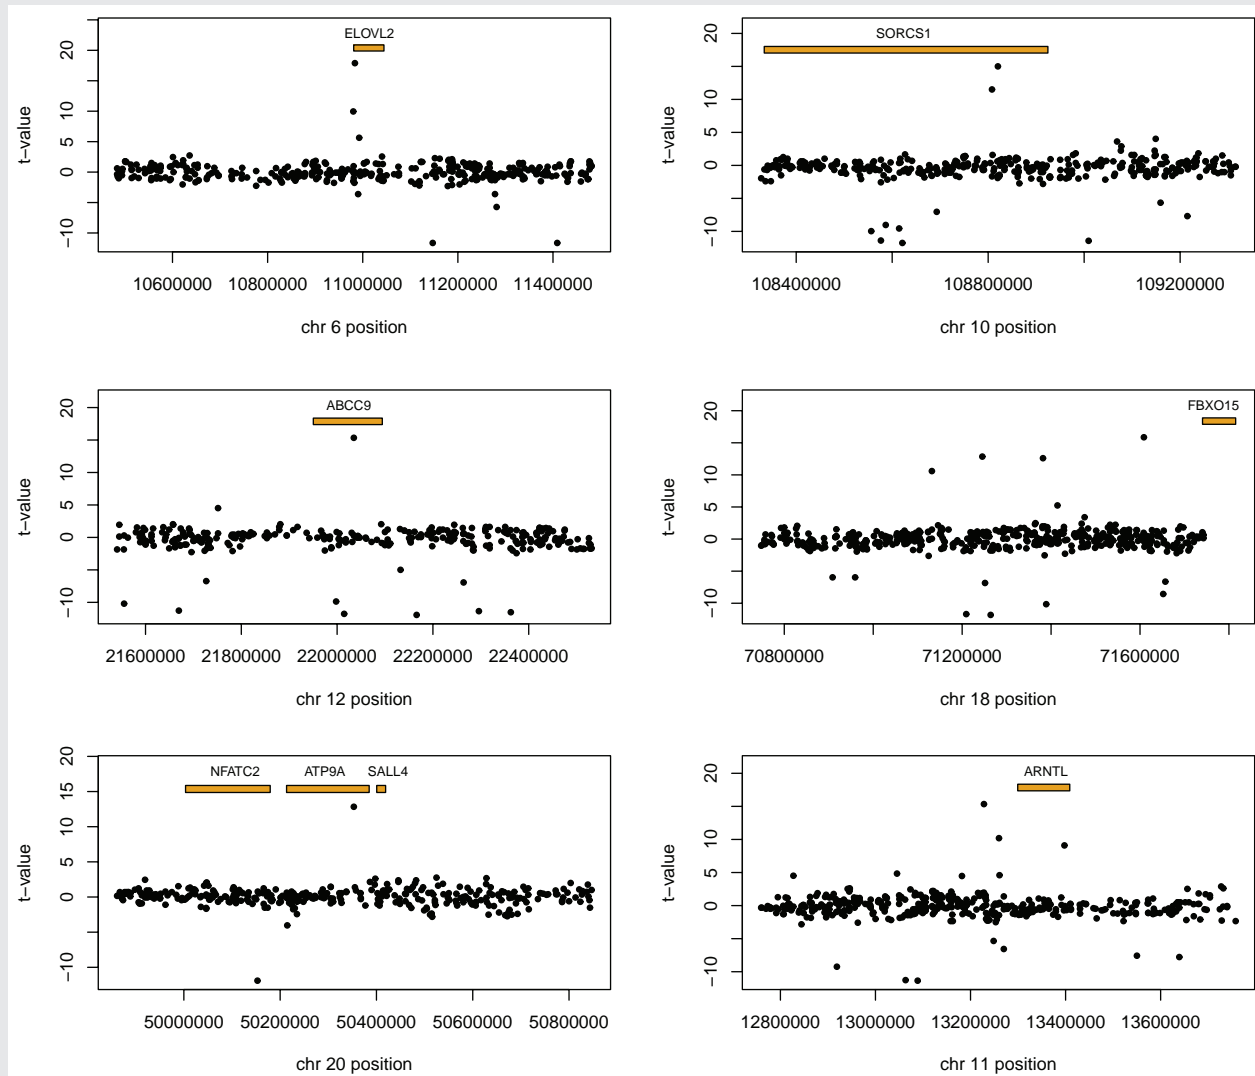 ELOVL2
t−value
20
10
5
0
−10
10600000 10800000 11000000 11200000 11400000
chr 6 position
SORCS1
t−value
20
10
5
0
−10
108400000 108800000 109200000
chr 10 position
ABCC9
t−value
20
10
5
0
−10
21600000 21800000 22000000 22200000 22400000
chr 12 position
FBXO15
t−value
20
10
5
0
−10
70800000 71200000 71600000
chr 18 position
NFATC2 ATP9A SALL4
t−value
20
15
10
5
0
−10
50000000 50200000 50400000 50600000 50800000
chr 20 position
ARNTL
t−value
20
10
5
0
−10
12800000 13000000 13200000 13400000 13600000
chr 11 position